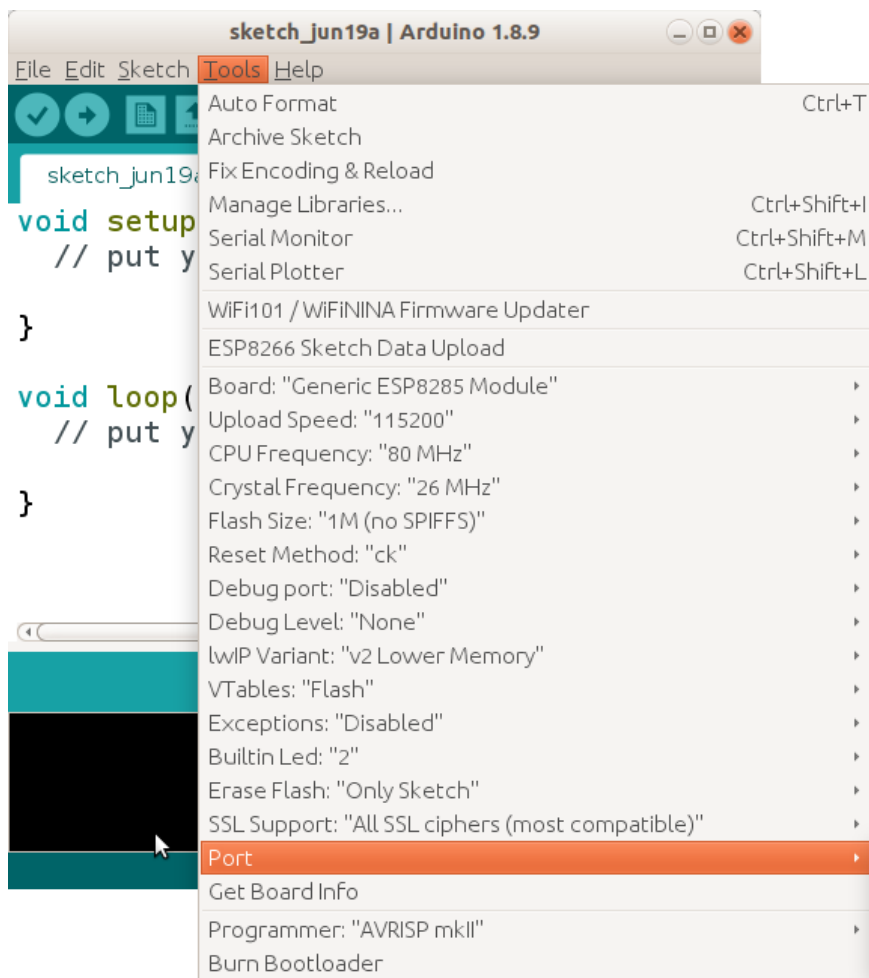 sketch_jun19a | Arduino 1.8.9
File Edit Sketch Tools Help
sketch_jun19a
void setup
// put y
}
void loop(
// put y
}
Auto Format Ctrl+T
Archive Sketch
Fix Encoding & Reload
Manage Libraries... Ctrl+Shift+I
Serial Monitor Ctrl+Shift+M
Serial Plotter Ctrl+Shift+L
WiFi101 / WiFiNINA Firmware Updater
ESP8266 Sketch Data Upload
Board: "Generic ESP8285 Module"
Upload Speed: "115200"
CPU Frequency: "80 MHz"
Crystal Frequency: "26 MHz"
Flash Size: "1M (no SPIFFS)"
Reset Method: "ck"
Debug port: "Disabled"
Debug Level: "None"
lwIP Variant: "v2 Lower Memory"
VTables: "Flash"
Exceptions: "Disabled"
Builtin Led: "2"
Erase Flash: "Only Sketch"
SSL Support: "All SSL ciphers (most compatible)"
Port
Get Board Info
Programmer: "AVRISP mkII"
Burn Bootloader